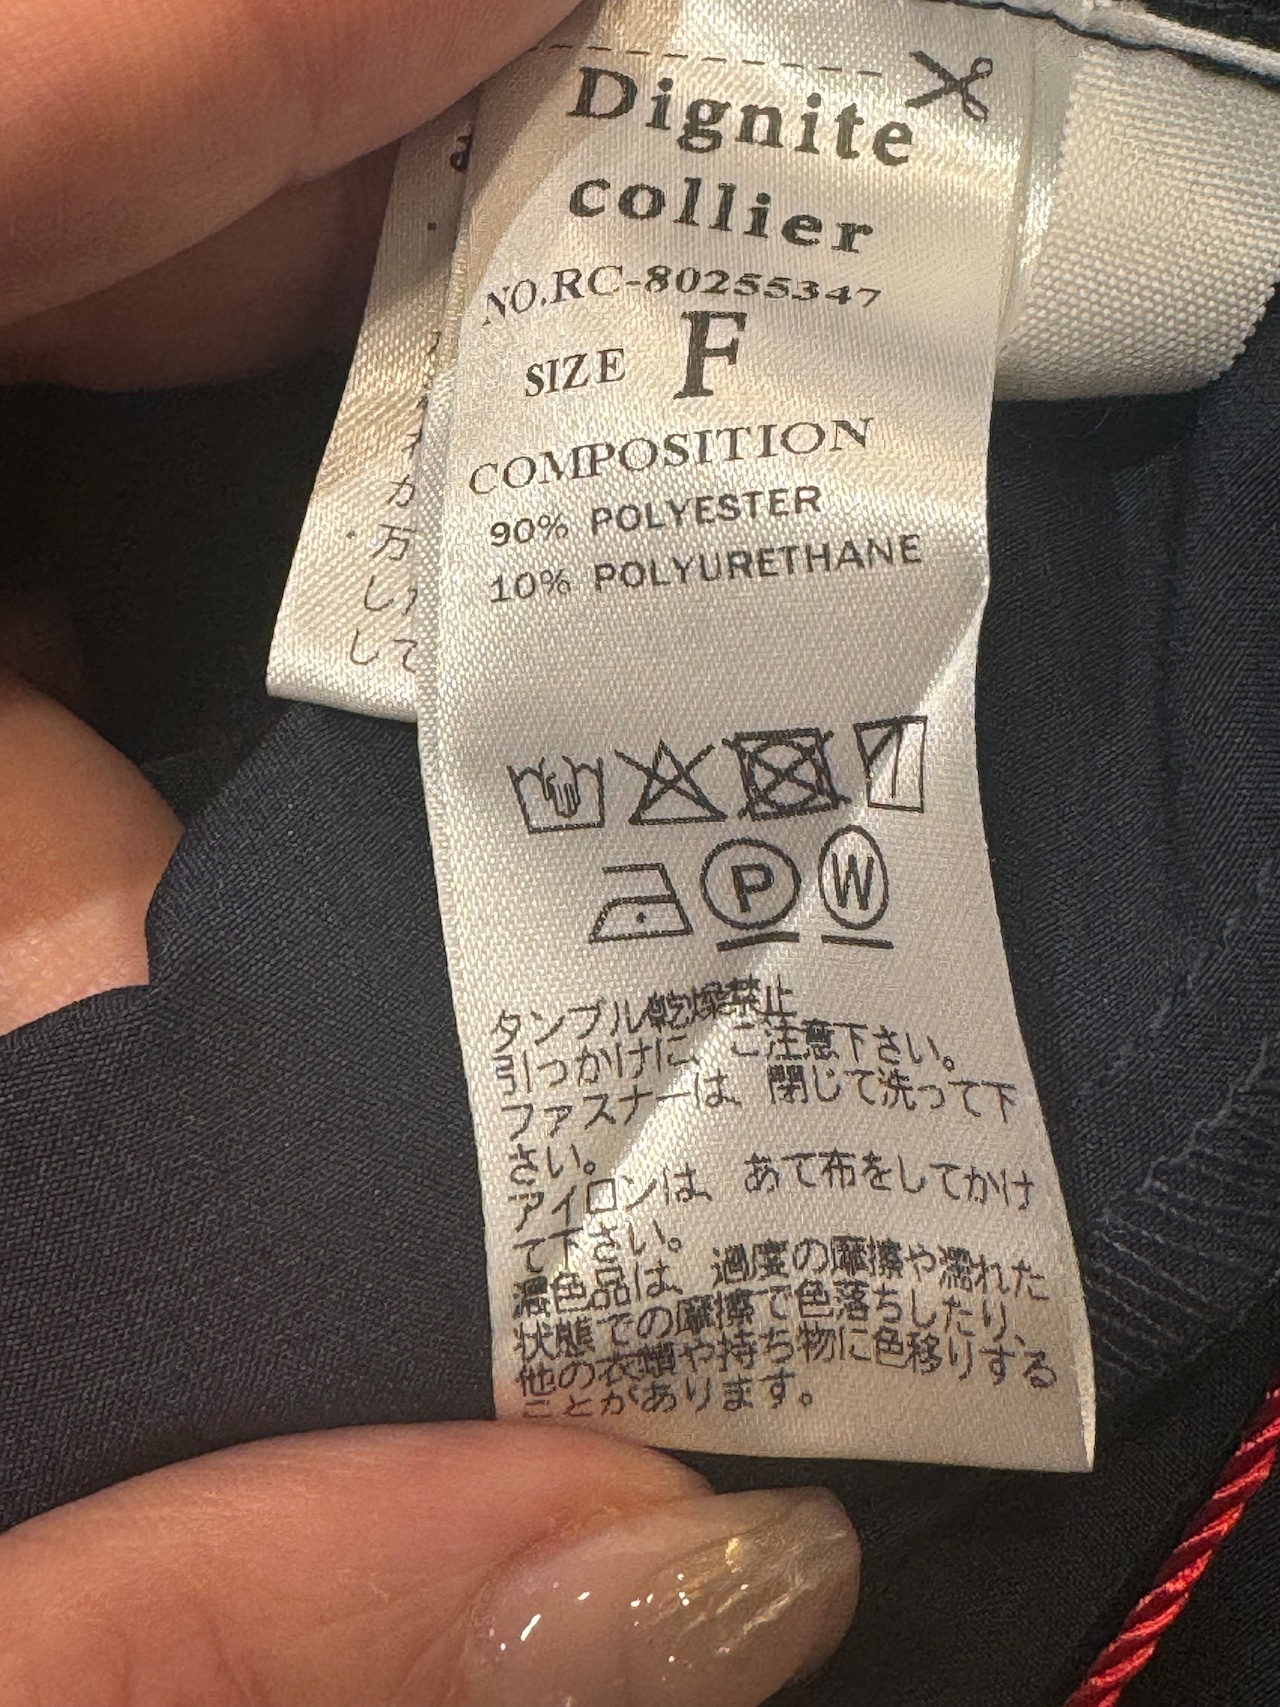 Dignite
collier
NO.RC-80255347
SIZE F
COMPOSITION
90% POLYESTER
10% POLYURETHANE
P W
タンブル乾燥禁止
引っかけに、ご注意下さい。
ファスナーは、閉じて洗って下
さい。
アイロンは、あて布をしてかけ
て下さい。
濃色品は、過度の摩擦や濡れた
状態での摩擦で色落ちしたり、
他の衣類や持ち物に色移りする
ことがあります。
か
万
し
して